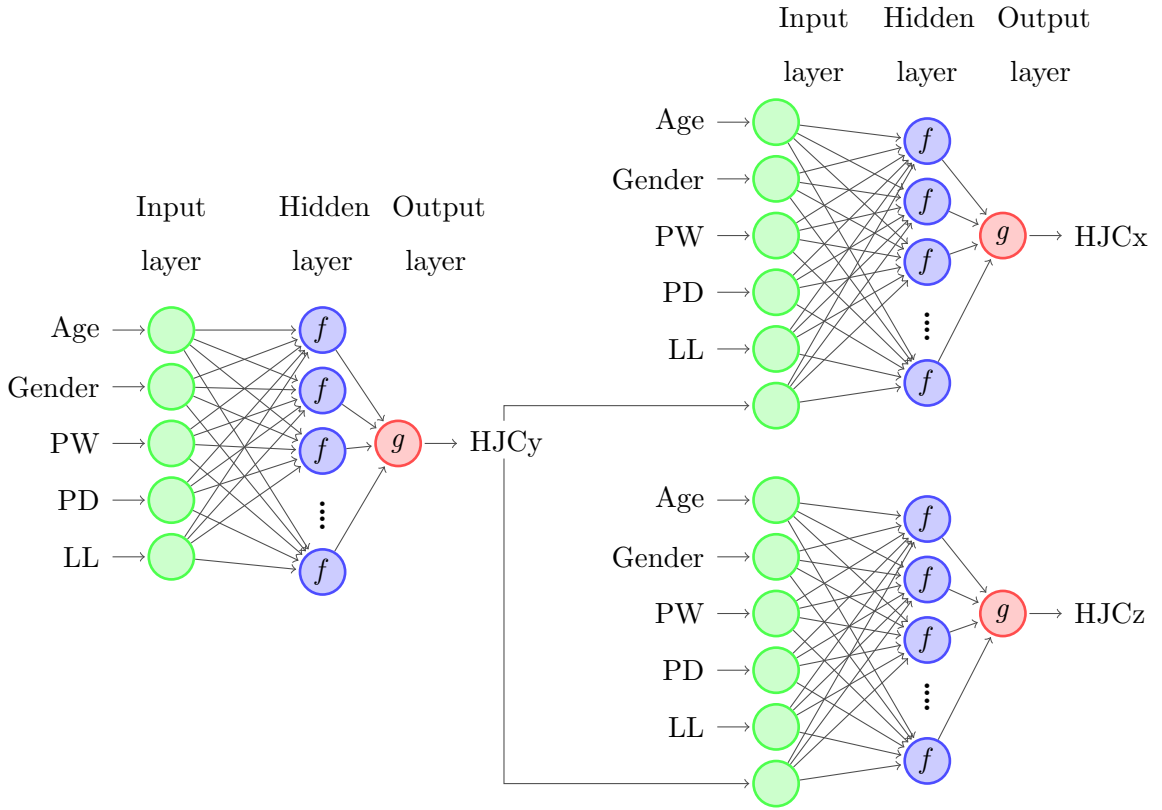 Input Hidden Output
layer layer layer
Age
Gender
PW
PD
LL
f
f
f
f
g
HJCy
Input Hidden Output
layer layer layer
Age
Gender
PW
PD
LL
f
f
f
f
g
HJCx
Age
Gender
PW
PD
LL
f
f
f
f
g
HJCz